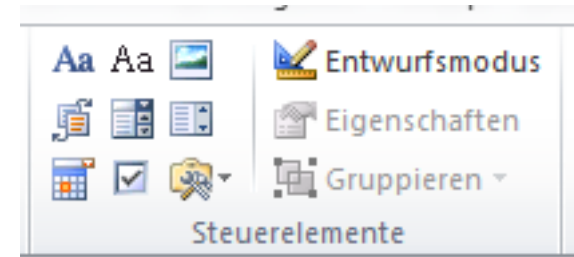 Aa Aa Entwurfsmodus
Eigenschaften
Gruppieren
Steuerelemente